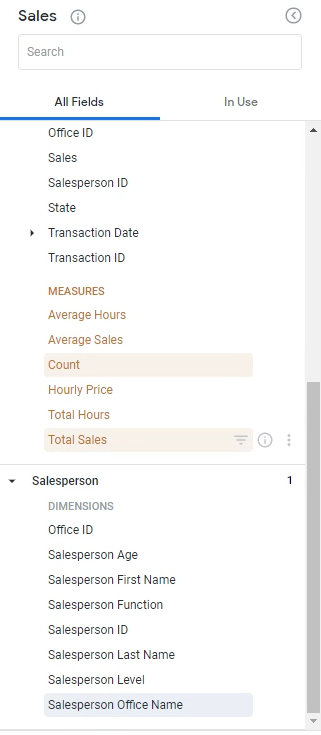 Sales
Search
All Fields
In Use
Office ID
Sales
Salesperson ID
State
Transaction Date
Transaction ID
MEASURES
Average Hours
Average Sales
Count
Hourly Price
Total Hours
Total Sales
Salesperson 1
DIMENSIONS
Office ID
Salesperson Age
Salesperson First Name
Salesperson Function
Salesperson ID
Salesperson Last Name
Salesperson Level
Salesperson Office Name